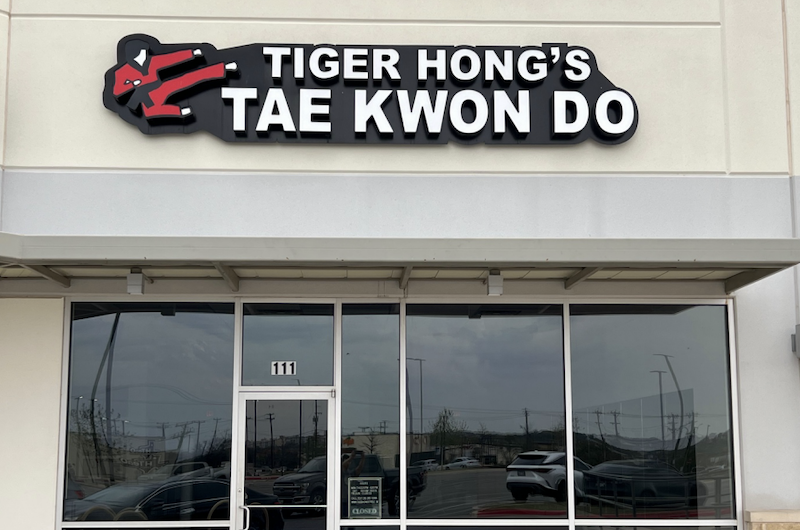 TIGER HONG'S
TAE KWON DO
111
CLOSED